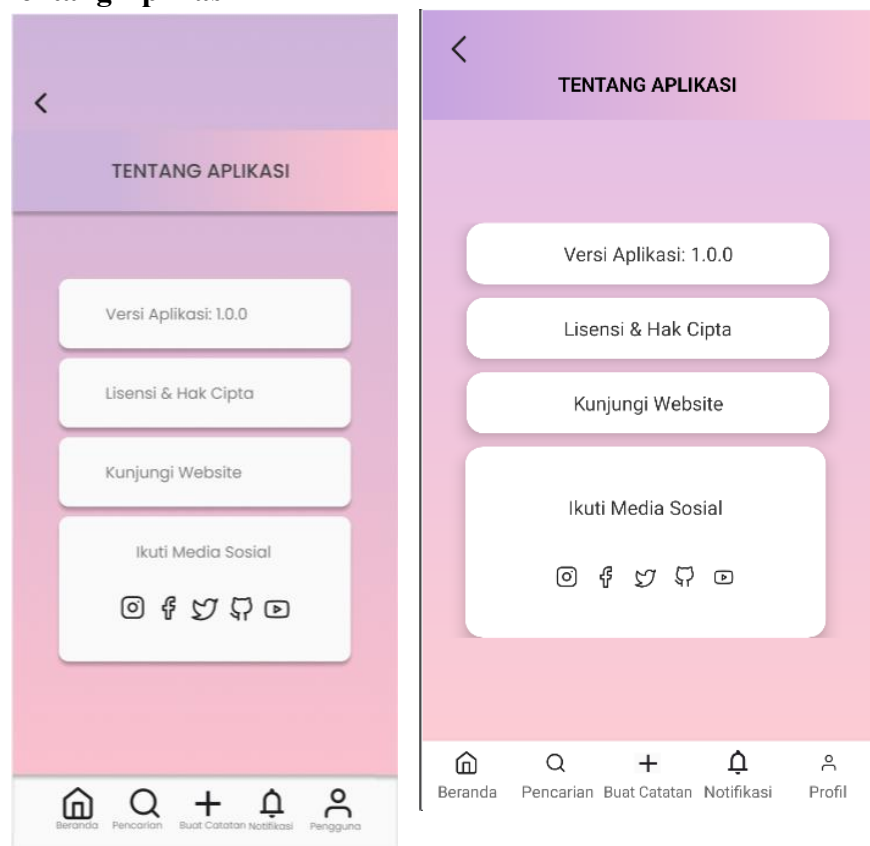 TENTANG APLIKASI
Versi Aplikasi: 1.0.0
Lisensi & Hak Cipta
Kunjungi Website
Ikuti Media Sosial
Beranda Pencarian Buat Catatan Notifikasi Pengguna
TENTANG APLIKASI
Versi Aplikasi: 1.0.0
Lisensi & Hak Cipta
Kunjungi Website
Ikuti Media Sosial
Beranda Pencarian Buat Catatan Notifikasi Profil